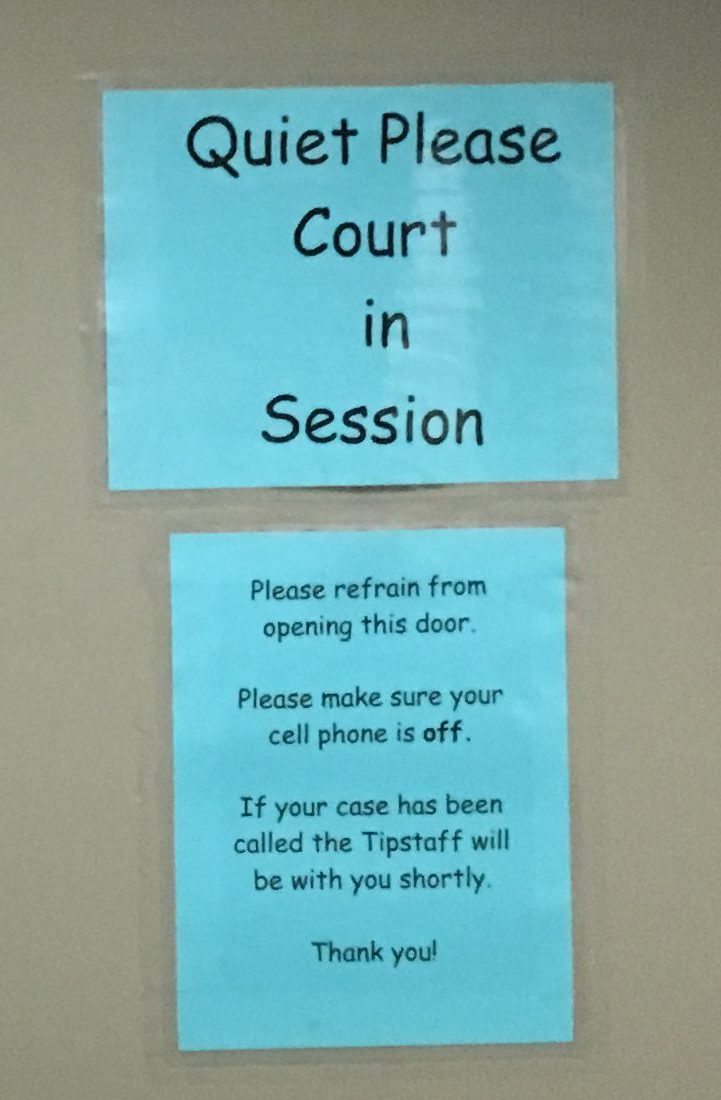 Quiet Please
Court
in
Session
Please refrain from
opening this door.
Please make sure your
cell phone is off.
If your case has been
called the Tipstaff will
be with you shortly.
Thank you!